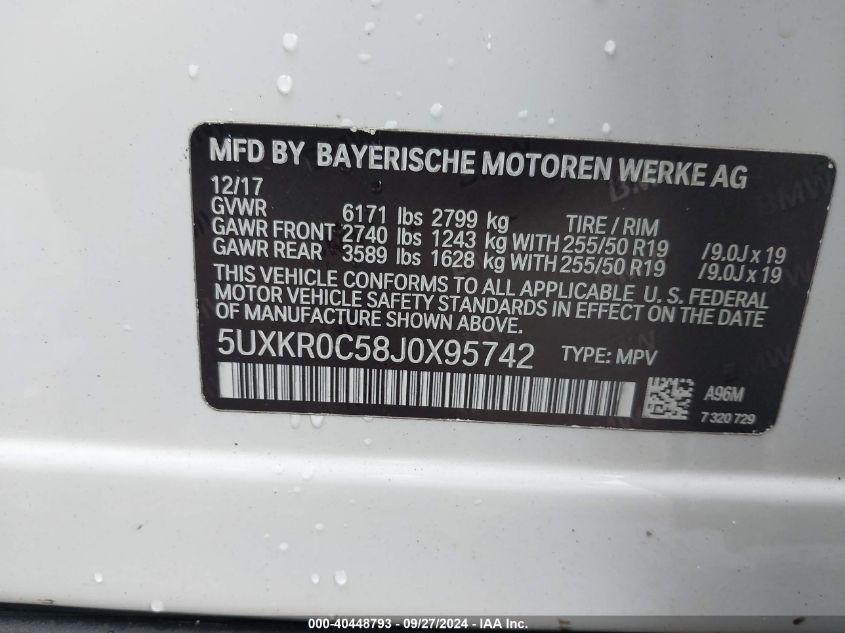 MFD BY BAYERISCHE MOTOREN WERKE AG
12/17
GVWR 6171 lbs 2799 kg TIRE / RIM
GAWR FRONT 2740 lbs 1243 kg WITH 255/50 R19 /9.0J x 19
GAWR REAR 3589 lbs 1628 kg WITH 255/50 R19 /9.0J x 19
THIS VEHICLE CONFORMS TO ALL APPLICABLE U. S. FEDERAL
MOTOR VEHICLE SAFETY STANDARDS IN EFFECT ON THE DATE
OF MANUFACTURE SHOWN ABOVE.
5UXKR0C58J0X95742 TYPE: MPV
A96M
7 320 729
000-40448793 - 09/27/2024 - IAA Inc.